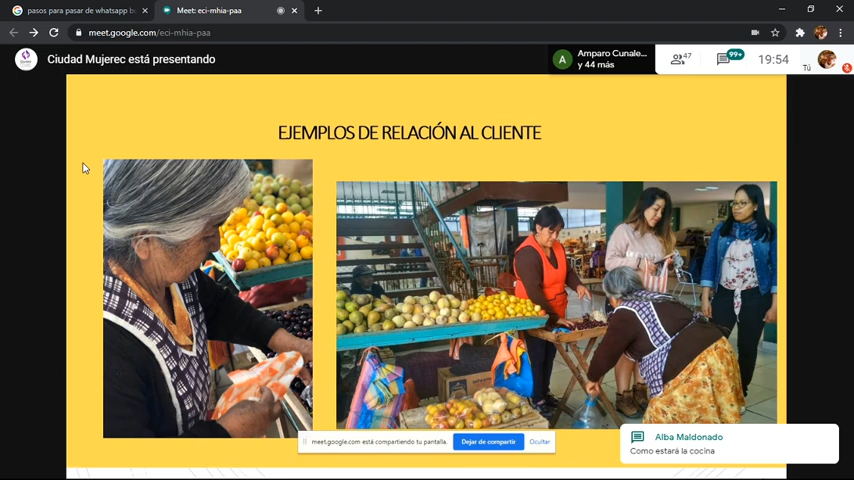 pasos para pasar de whatsapp bu
Meet: eci-mhia-paa
meet.google.com/eci-mhia-paa
Ciudad Mujerec está presentando
A
Amparo Cunale...
y 44 más
47
99+
19:54
Tú
EJEMPLOS DE RELACIÓN AL CLIENTE
meet.google.com está compartiendo tu pantalla.
Dejar de compartir
Ocultar
Alba Maldonado
Como estará la cocina